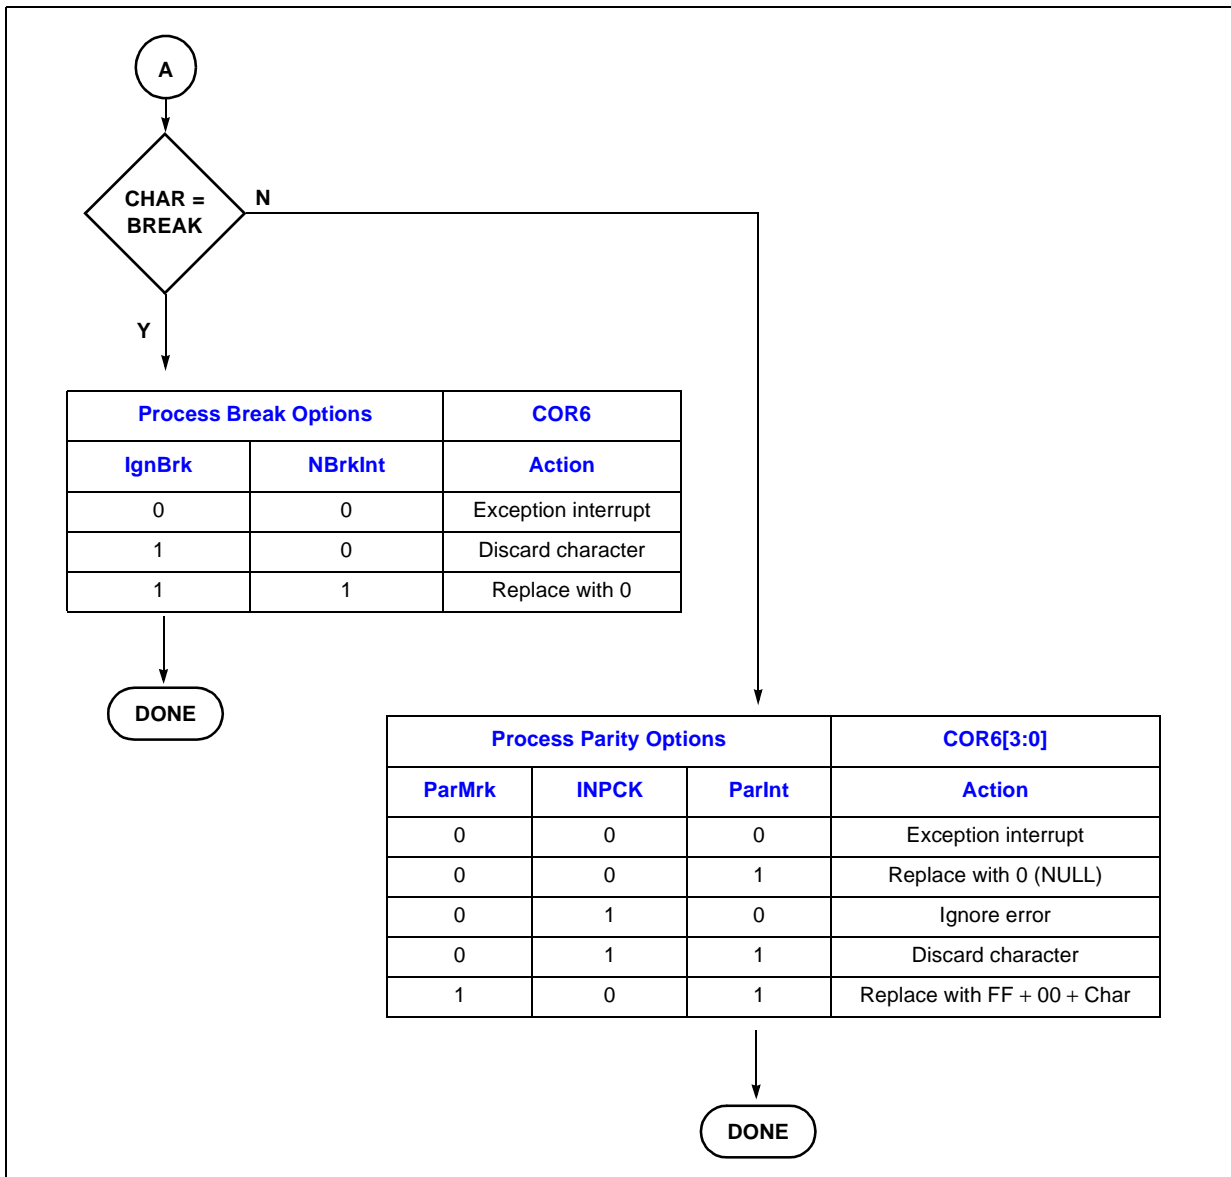 A
CHAR =
BREAK
N
Y
Process Break Options COR6
IgnBrk NBrkInt Action
0 0 Exception interrupt
1 0 Discard character
1 1 Replace with 0
DONE
Process Parity Options COR6[3:0]
ParMrk INPCK ParInt Action
0 0 0 Exception interrupt
0 0 1 Replace with 0 (NULL)
0 1 0 Ignore error
0 1 1 Discard character
1 0 1 Replace with FF + 00 + Char
DONE